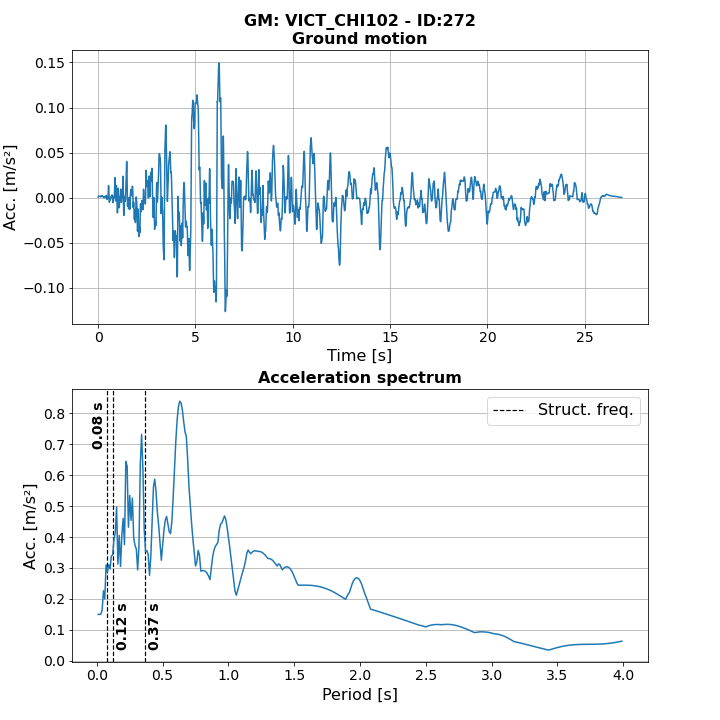 GM: VICT_CHI102 - ID:272
Ground motion
0.15
0.10
0.05
0.00
−0.05
−0.10
Acc. [m/s²]
0 5 10 15 20 25
Time [s]
Acceleration spectrum
0.8
0.7
0.6
0.5
0.4
0.3
0.2
0.1
0.0
Acc. [m/s²]
0.08 s
0.12 s
0.37 s
Struct. freq.
0.0 0.5 1.0 1.5 2.0 2.5 3.0 3.5 4.0
Period [s]